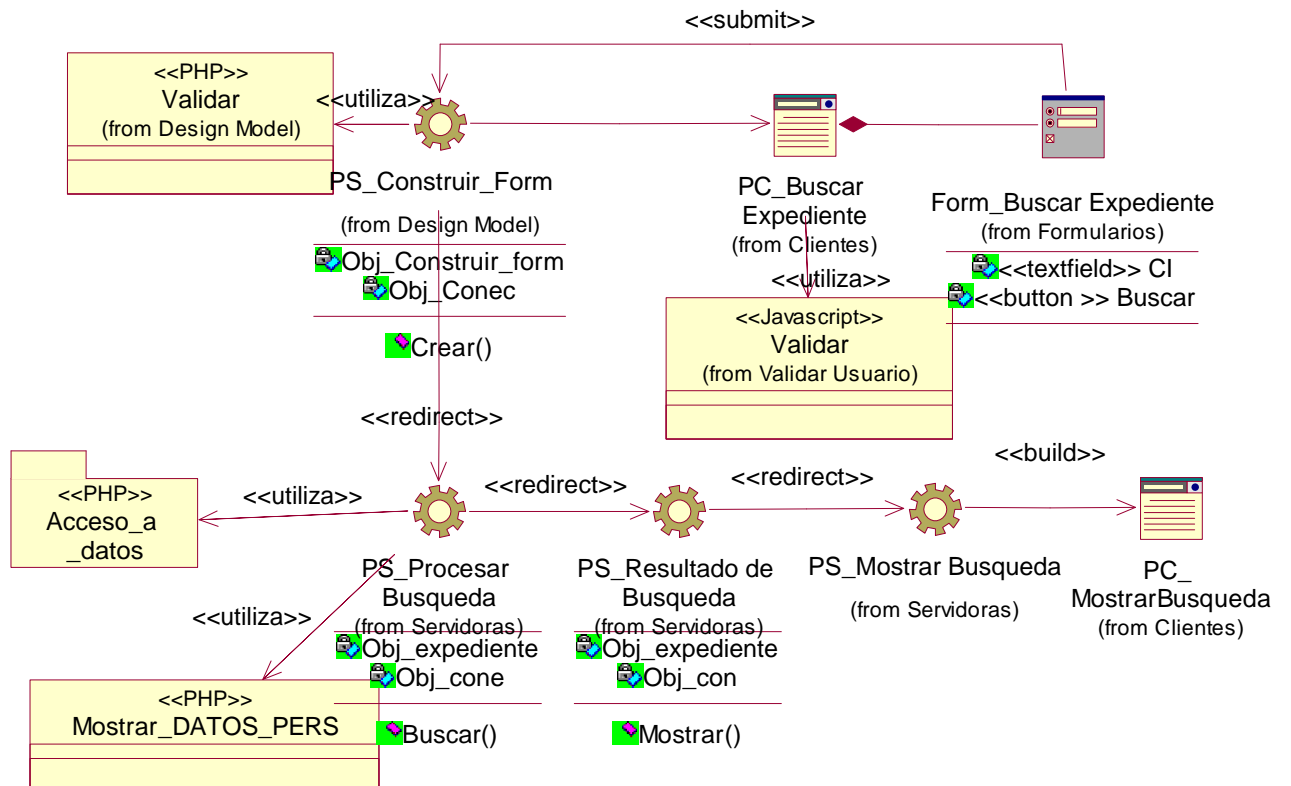 <<submit>>
<<PHP>>
Validar
(from Design Model)
<<utiliza>>
PS_Construir_Form
(from Design Model)
Obj_Construir_form
Obj_Conec
Crear()
PC_Buscar
Expediente
(from Clientes)
Form_Buscar Expediente
(from Formularios)
<<textfield>> CI
<<button >> Buscar
<<utiliza>>
<<Javascript>>
Validar
(from Validar Usuario)
<<redirect>>
<<PHP>>
Acceso_a
_datos
<<utiliza>>
<<redirect>>
<<redirect>>
<<build>>
PS_Procesar
Busqueda
(from Servidoras)
Obj_expediente
Obj_cone
Buscar()
PS_Resultado de
Busqueda
(from Servidoras)
Obj_expediente
Obj_con
Mostrar()
PS_Mostrar Busqueda
(from Servidoras)
PC_
MostrarBusqueda
(from Clientes)
<<utiliza>>
<<PHP>>
Mostrar_DATOS_PERS